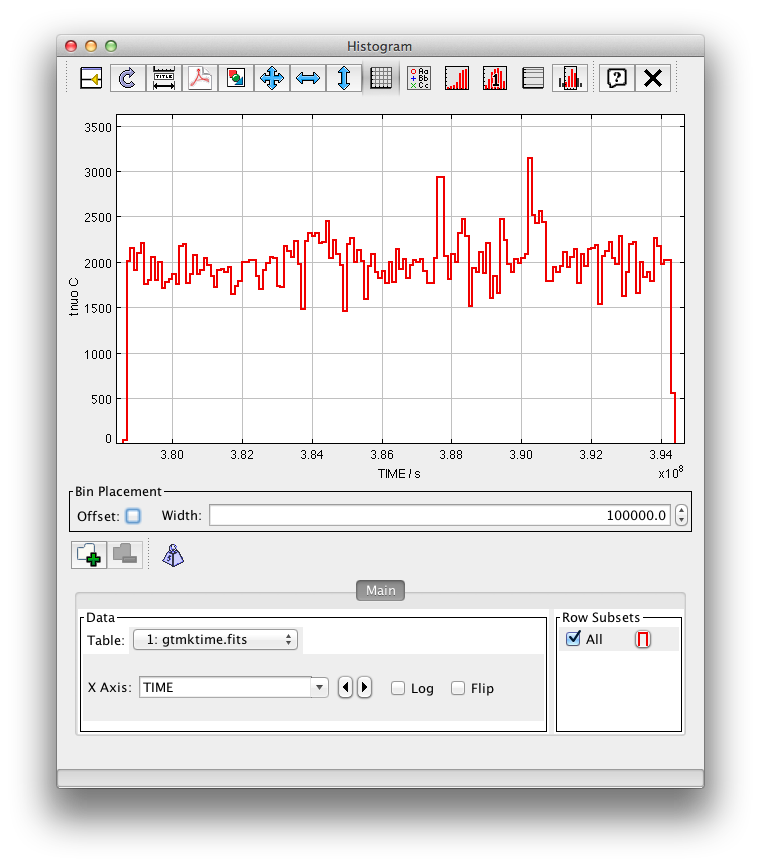 Histogram
TITLE
Aa
Bb
Cc
1
?
3500
3000
2500
2000
1500
1000
500
0
tnuo C
3.80 3.82 3.84 3.86 3.88 3.90 3.92 3.94
TIME / s
x10⁸
Bin Placement
Offset: Width: 100000.0
Main
Data
Table: 1: gtmktime.fits
X Axis: TIME Log Flip
Row Subsets
All